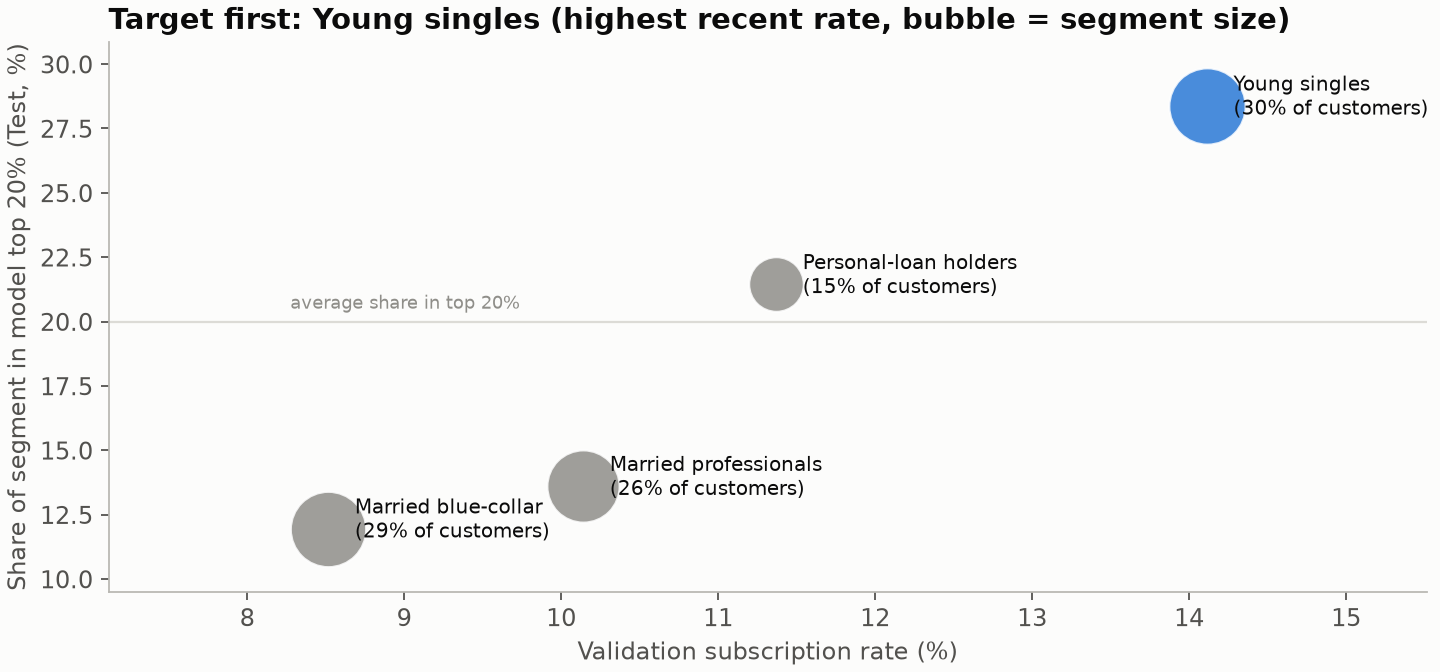 Target first: Young singles (highest recent rate, bubble = segment size)
Share of segment in model top 20% (Test, %)
30.0
27.5
25.0
22.5
20.0
17.5
15.0
12.5
10.0
Young singles
(30% of customers)
Personal-loan holders
(15% of customers)
average share in top 20%
Married professionals
(26% of customers)
Married blue-collar
(29% of customers)
8
9
10
11
12
13
14
15
Validation subscription rate (%)